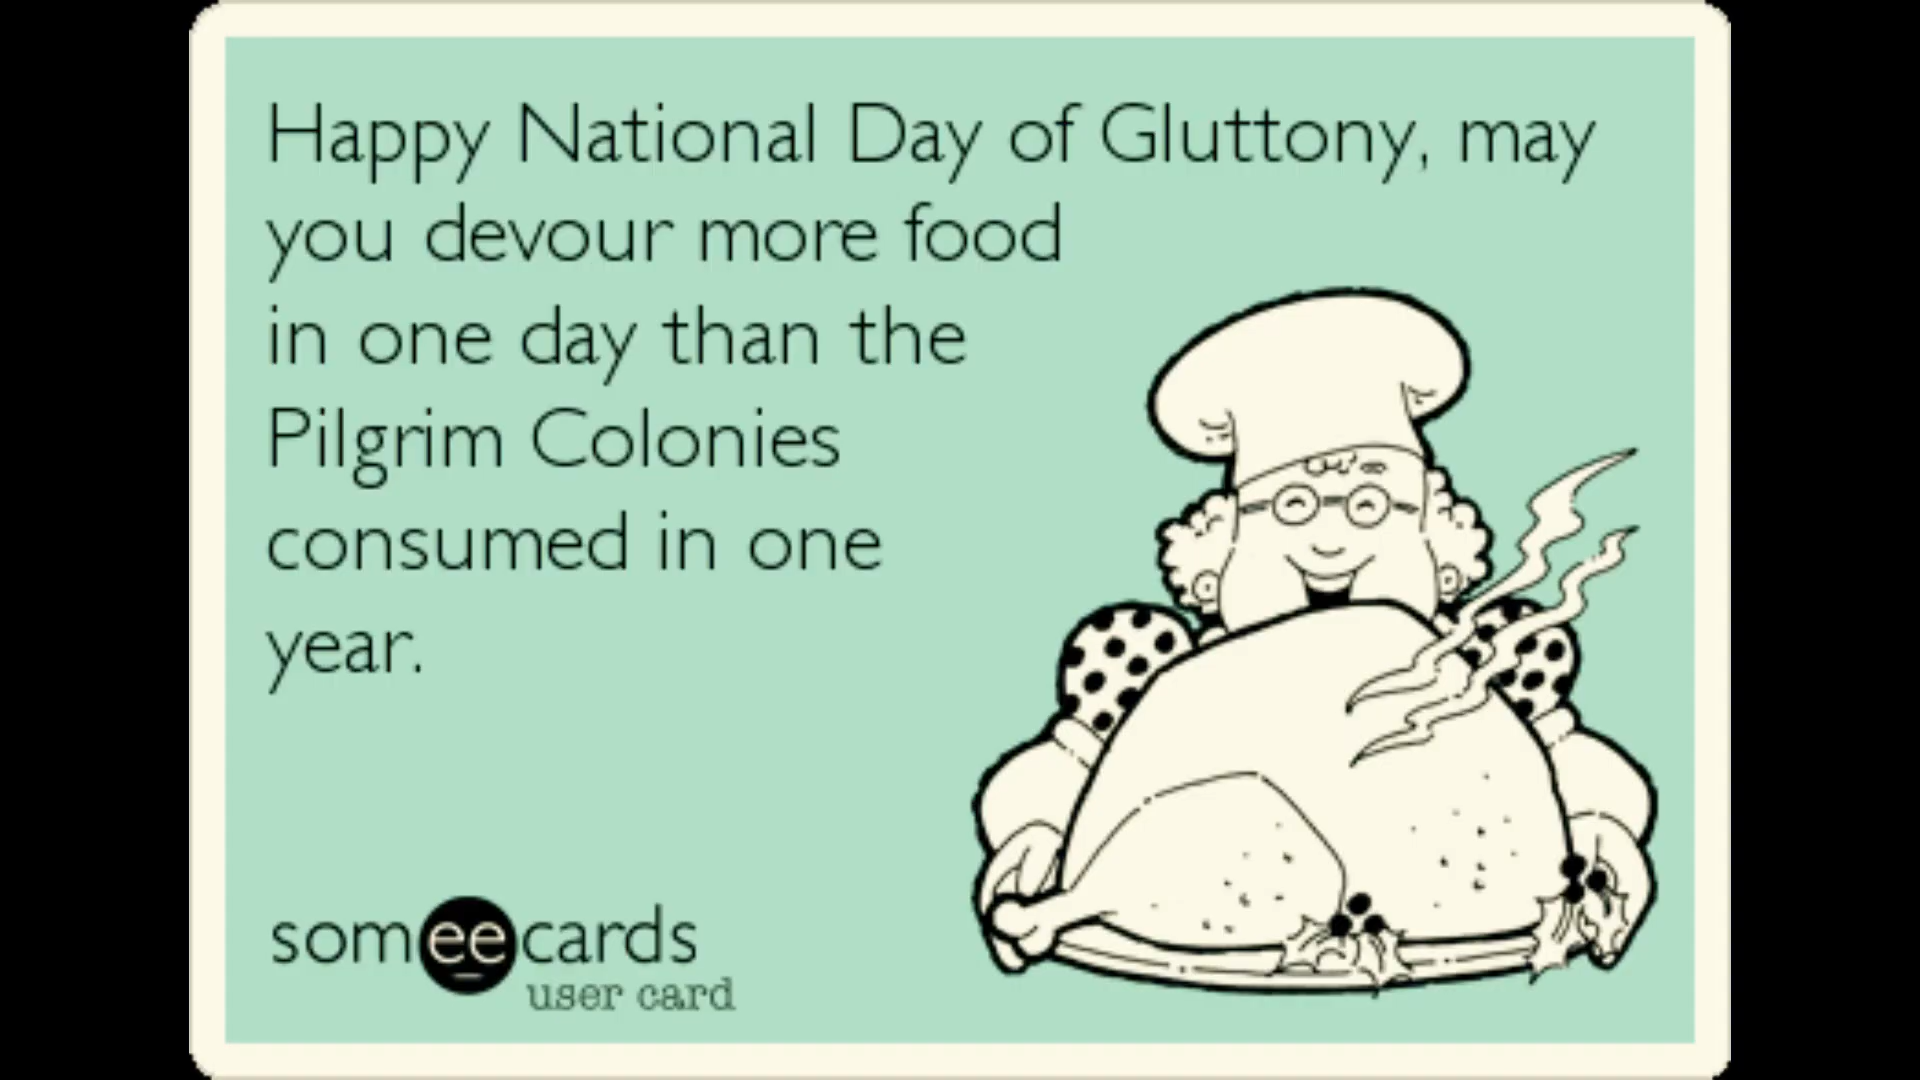 Happy National Day of Gluttony, may
you devour more food
in one day than the
Pilgrim Colonies
consumed in one
year.
someecards
user card